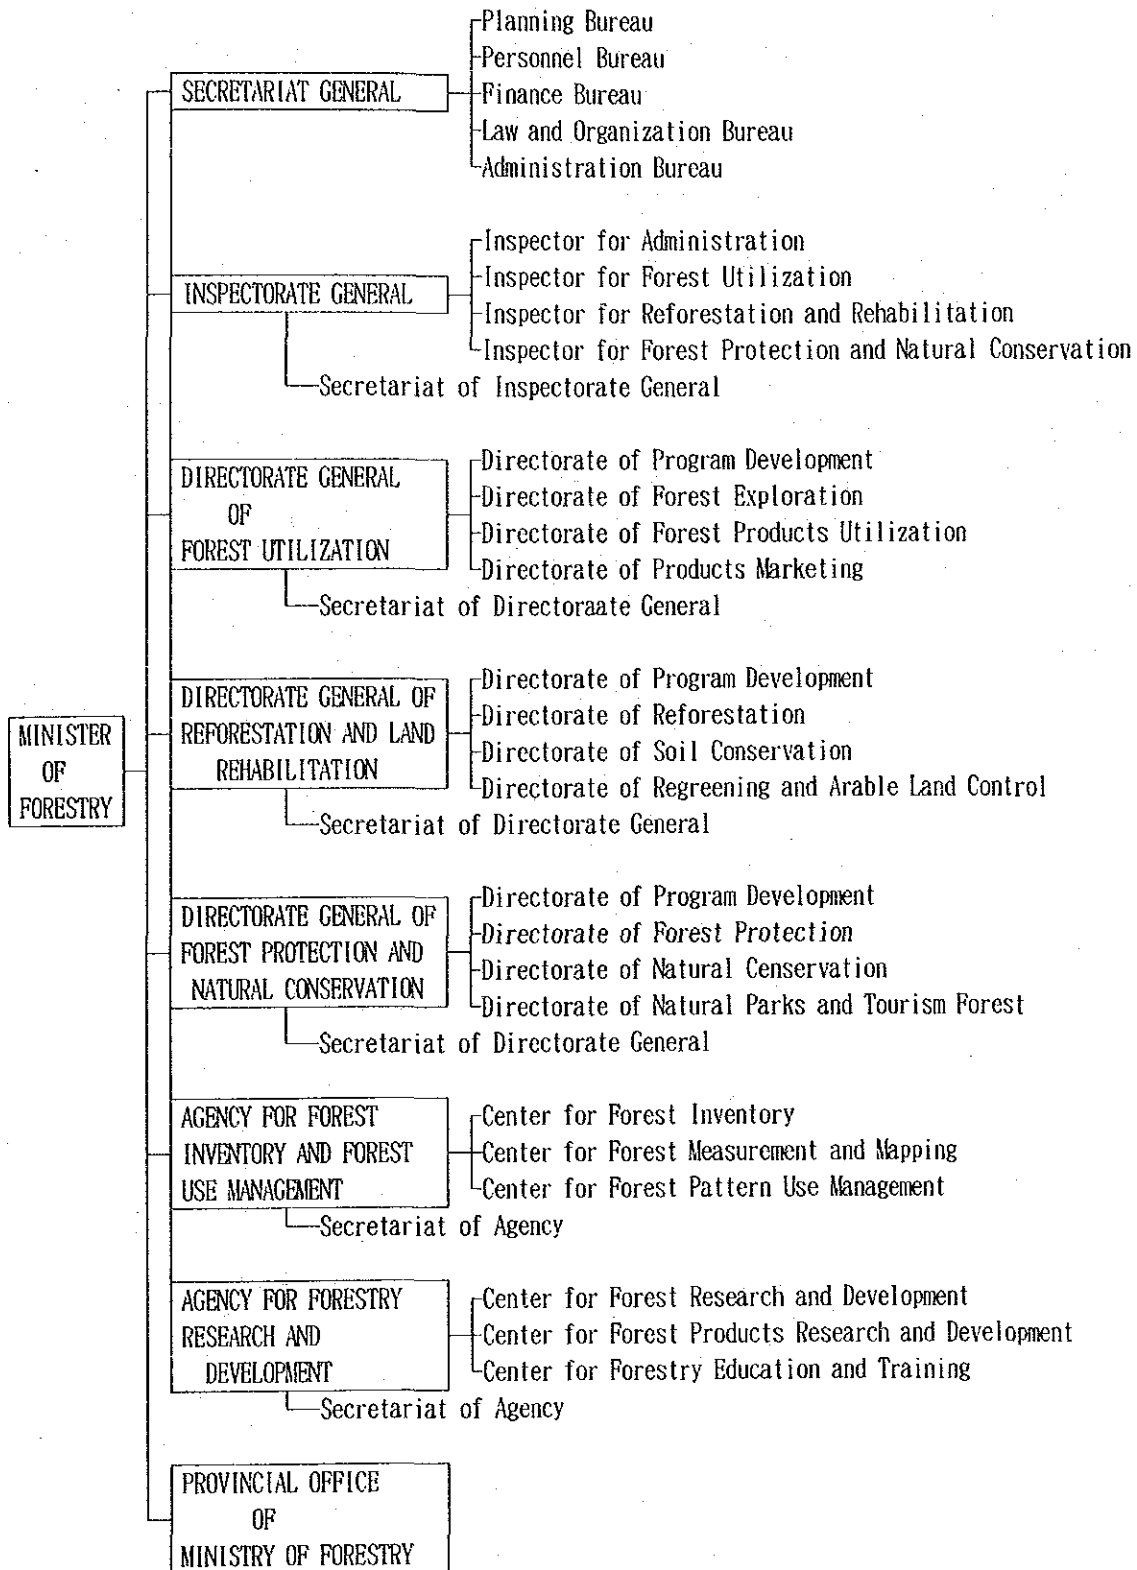 Planning Bureau
Personnel Bureau
SECRETARIAT GENERAL
Finance Bureau
Law and Organization Bureau
Administration Bureau
Inspector for Administration
Inspector for Forest Utilization
INSPECTORATE GENERAL
Inspector for Reforestation and Rehabilitation
Inspector for Forest Protection and Natural Conservation
Secretariat of Inspectorate General
DIRECTORATE GENERAL
OF
FOREST UTILIZATION
Directorate of Program Development
Directorate of Forest Exploration
Directorate of Forest Products Utilization
Directorate of Products Marketing
Secretariat of Directoraate General
MINISTER
OF
FORESTRY
DIRECTORATE GENERAL OF
REFORESTATION AND LAND
REHABILITATION
Directorate of Program Development
Directorate of Reforestation
Directorate of Soil Conservation
Directorate of Regreening and Arable Land Control
Secretariat of Directorate General
DIRECTORATE GENERAL OF
FOREST PROTECTION AND
NATURAL CONSERVATION
Directorate of Program Development
Directorate of Forest Protection
Directorate of Natural Censervation
Directorate of Natural Parks and Tourism Forest
Secretariat of Directorate General
AGENCY FOR FOREST
INVENTORY AND FOREST
USE MANAGEMENT
Center for Forest Inventory
Center for Forest Measurement and Mapping
Center for Forest Pattern Use Management
Secretariat of Agency
AGENCY FOR FORESTRY
RESEARCH AND
DEVELOPMENT
Center for Forest Research and Development
Center for Forest Products Research and Development
Center for Forestry Education and Training
Secretariat of Agency
PROVINCIAL OFFICE
OF
MINISTRY OF FORESTRY